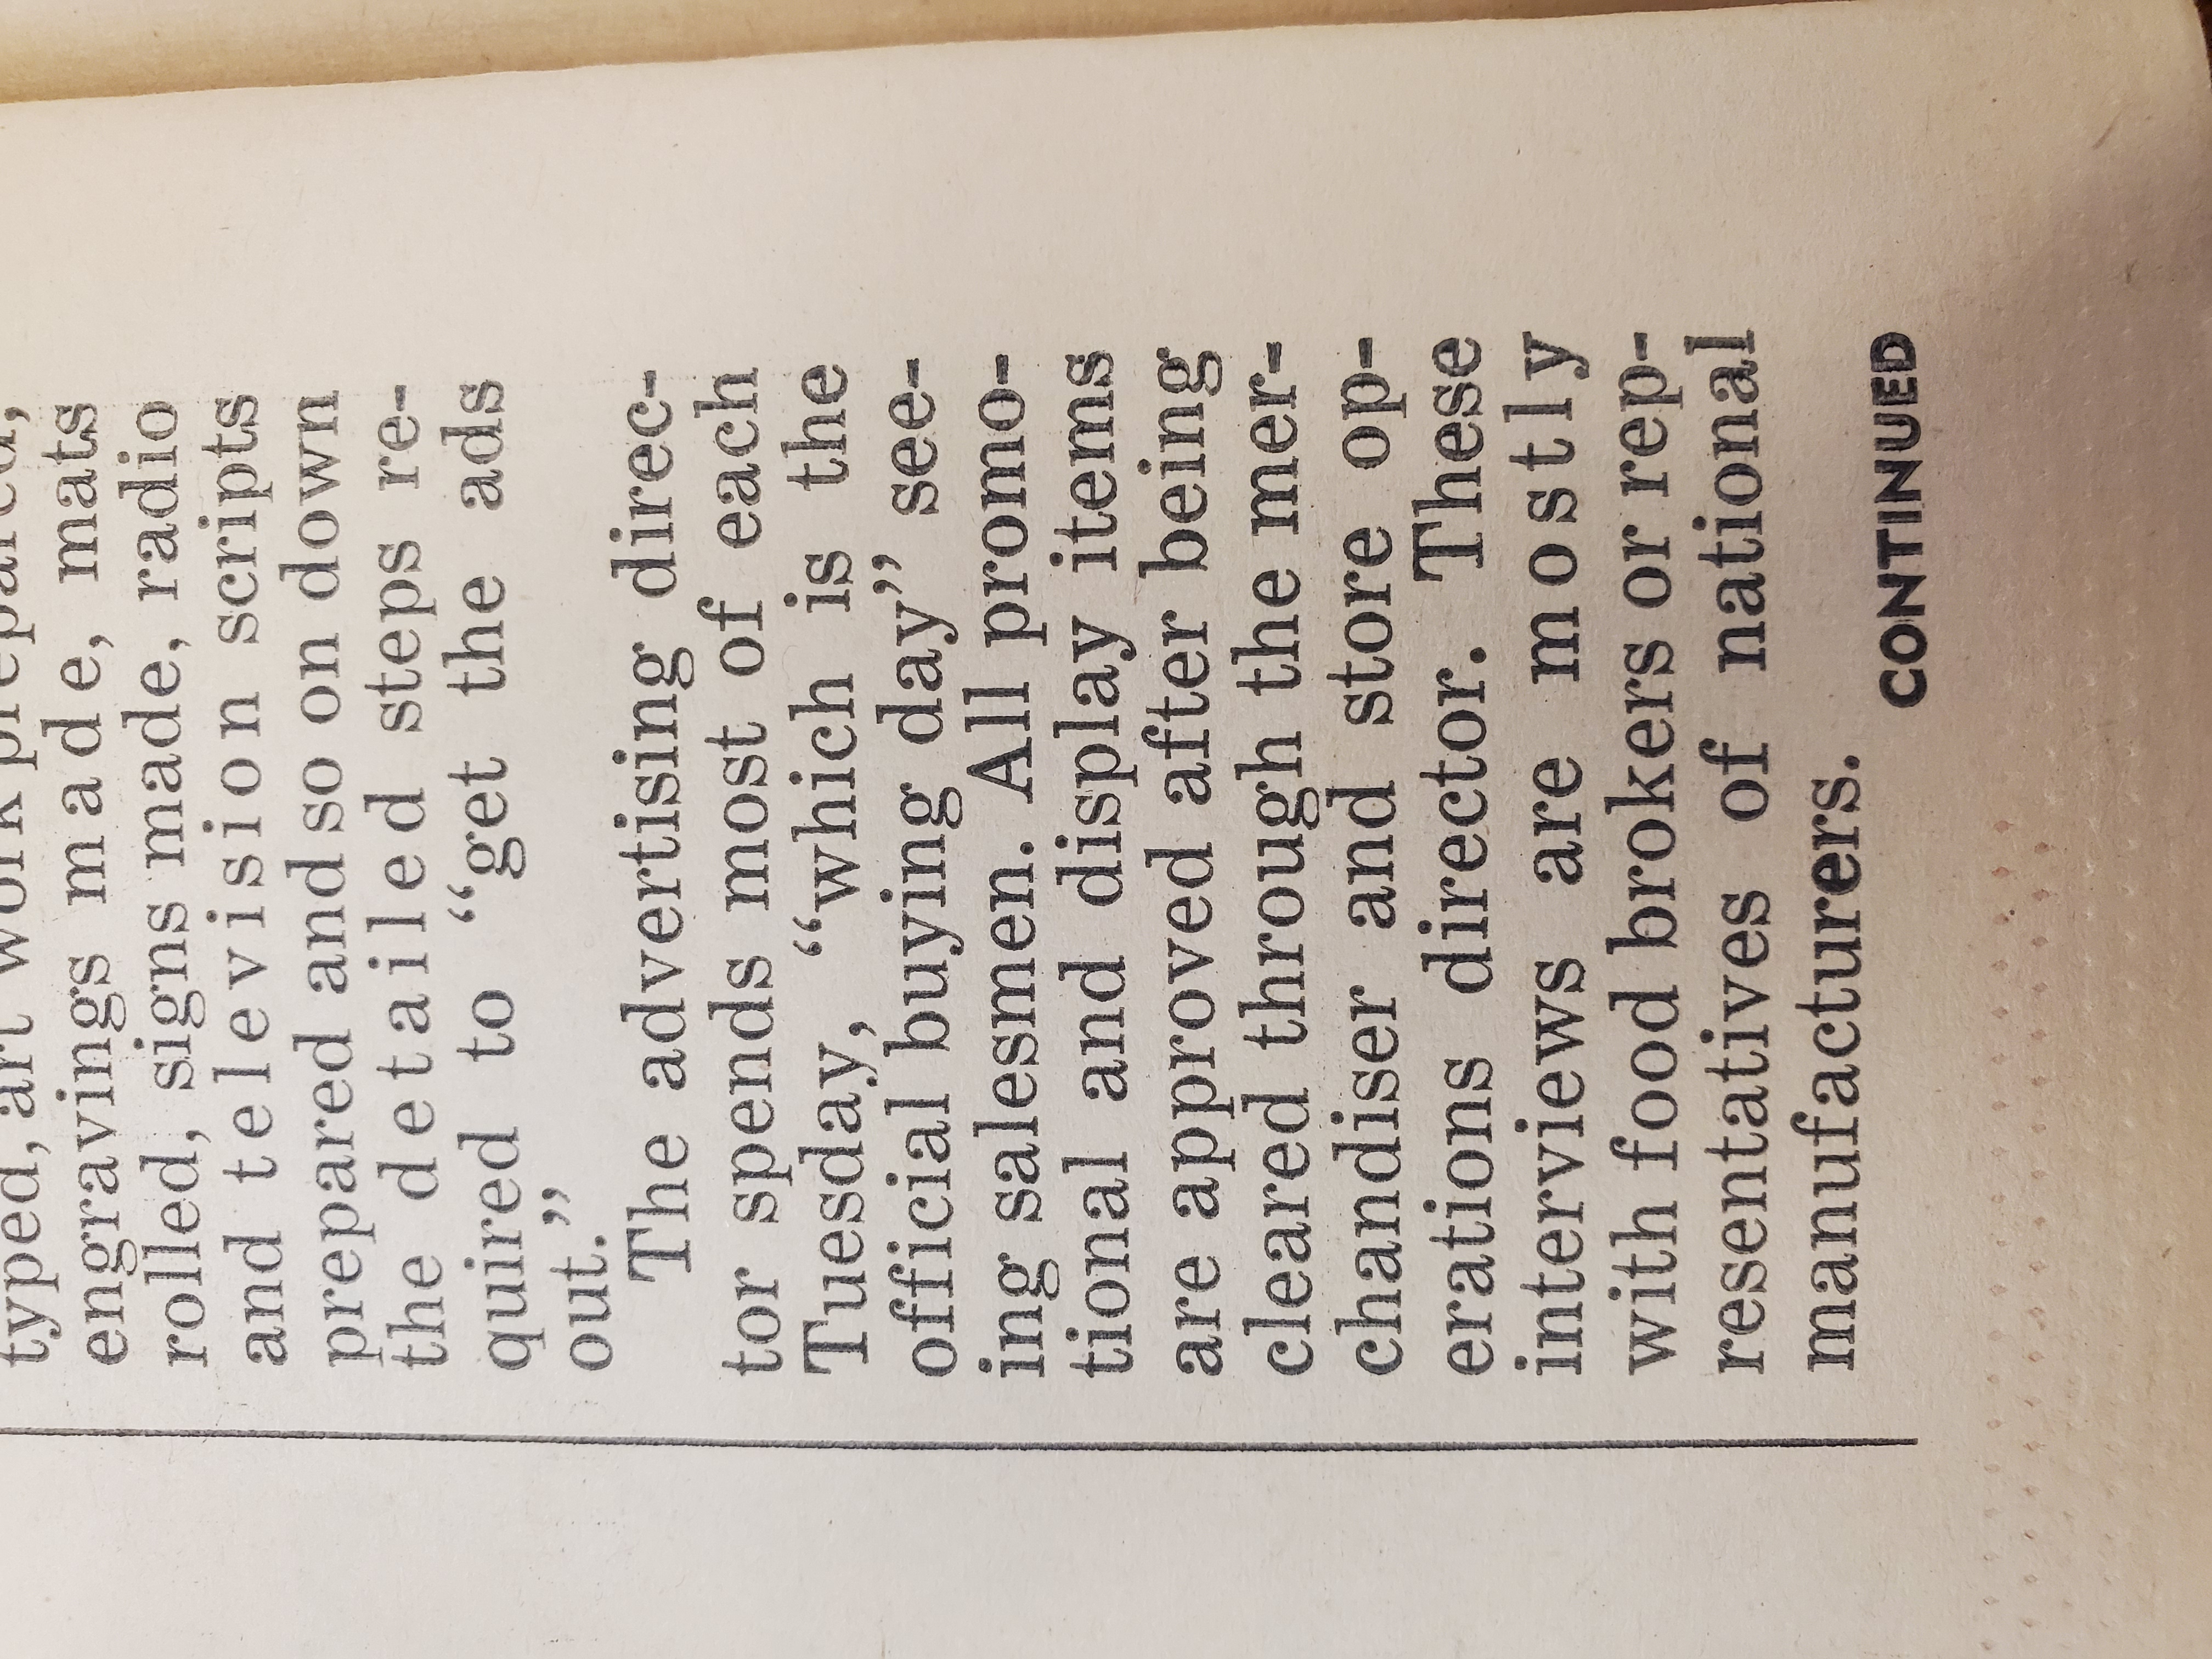 typed, art work prepared,
engravings made, mats
rolled, signs made, radio
and television scripts
prepared and so on down
the detailed steps re-
quired to “get the ads
out.”
The advertising direc-
tor spends most of each
Tuesday, “which is the
official buying day” see-
ing salesmen. All promo-
tional and display items
are approved after being
cleared through the mer-
chandiser and store op-
erations director. These
interviews are mostly
with food brokers or rep-
resentatives of national
manufacturers.
CONTINUED